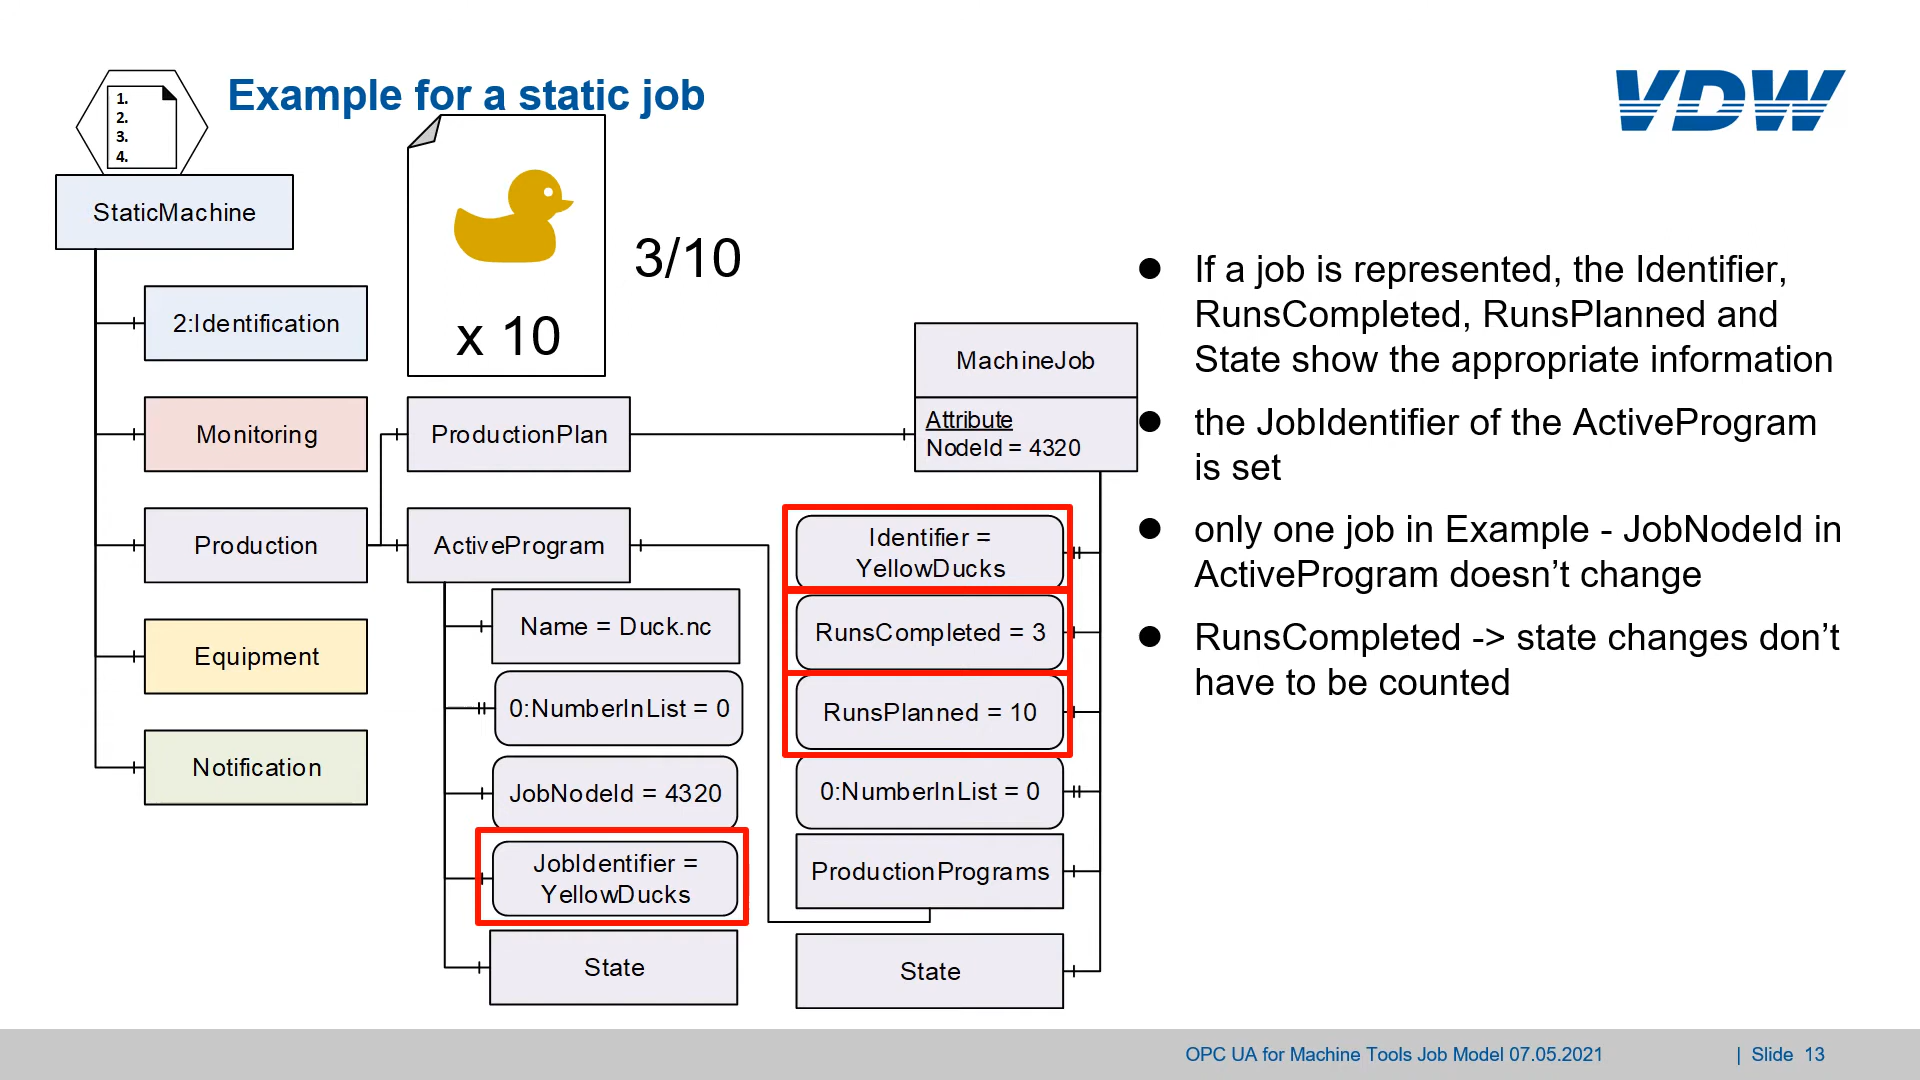 1.
2.
3.
4.
Example for a static job
VDW
StaticMachine
x 10
3/10
2:Identification
Monitoring
Production
Equipment
Notification
ProductionPlan
ActiveProgram
Name = Duck.nc
0:NumberInList = 0
JobNodeId = 4320
JobIdentifier =
YellowDucks
State
MachineJob
Attribute
NodeId = 4320
Identifier =
YellowDucks
RunsCompleted = 3
RunsPlanned = 10
0:NumberInList = 0
ProductionPrograms
State
● If a job is represented, the Identifier,
RunsCompleted, RunsPlanned and
State show the appropriate information
● the JobIdentifier of the ActiveProgram
is set
● only one job in Example - JobNodeId in
ActiveProgram doesn’t change
● RunsCompleted -> state changes don’t
have to be counted
OPC UA for Machine Tools Job Model 07.05.2021 | Slide 13